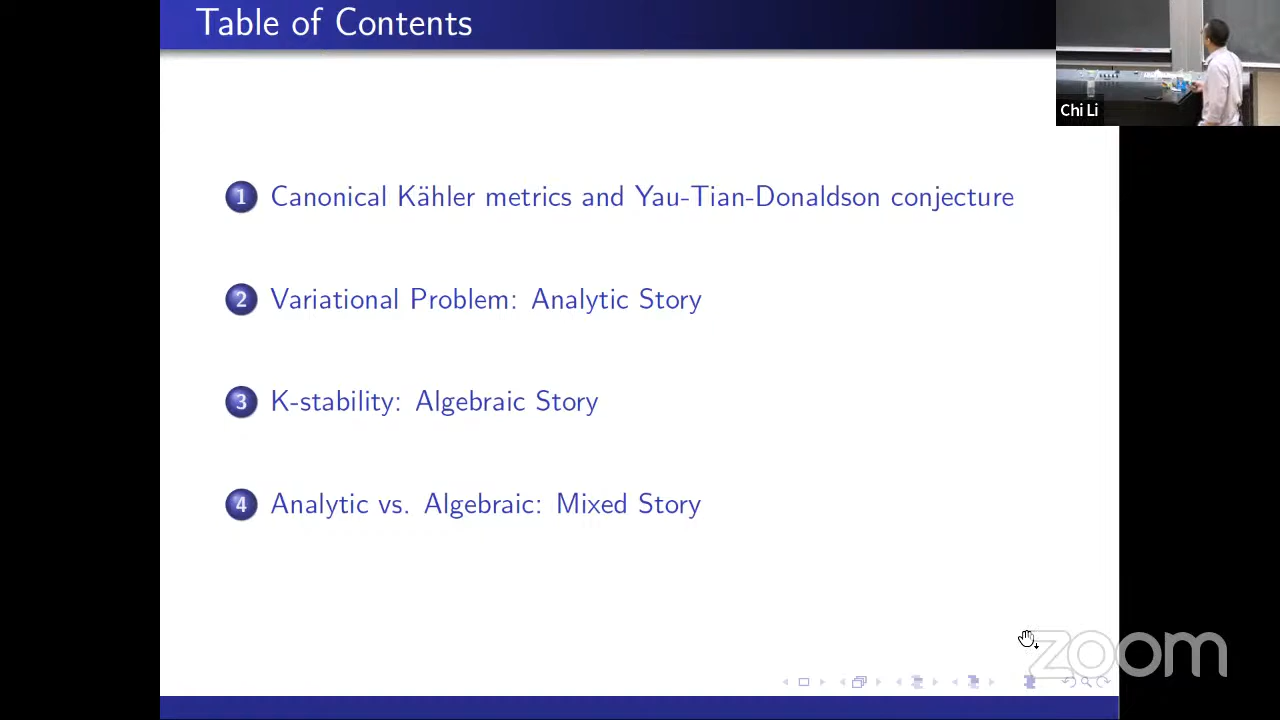 Table of Contents
Chi Li
1 Canonical Kähler metrics and Yau-Tian-Donaldson conjecture
2 Variational Problem: Analytic Story
3 K-stability: Algebraic Story
4 Analytic vs. Algebraic: Mixed Story
zoom